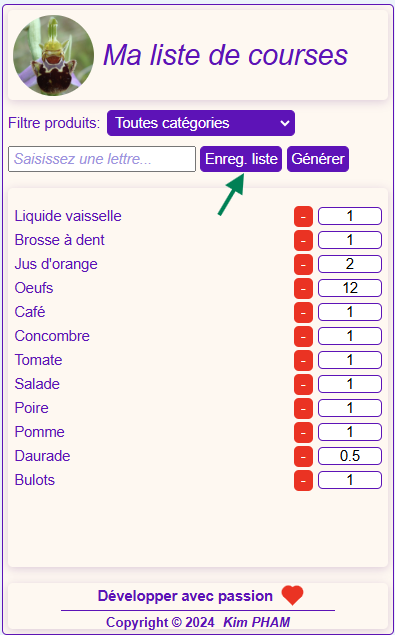 Ma liste de courses
Filtre produits: Toutes catégories
Saisissez une lettre... Enreg. liste Générer
Liquide vaisselle - 1
Brosse à dent - 1
Jus d'orange - 2
Oeufs - 12
Café - 1
Concombre - 1
Tomate - 1
Salade - 1
Poire - 1
Pomme - 1
Daurade - 0.5
Bulots - 1
Développer avec passion
Copyright © 2024 Kim PHAM